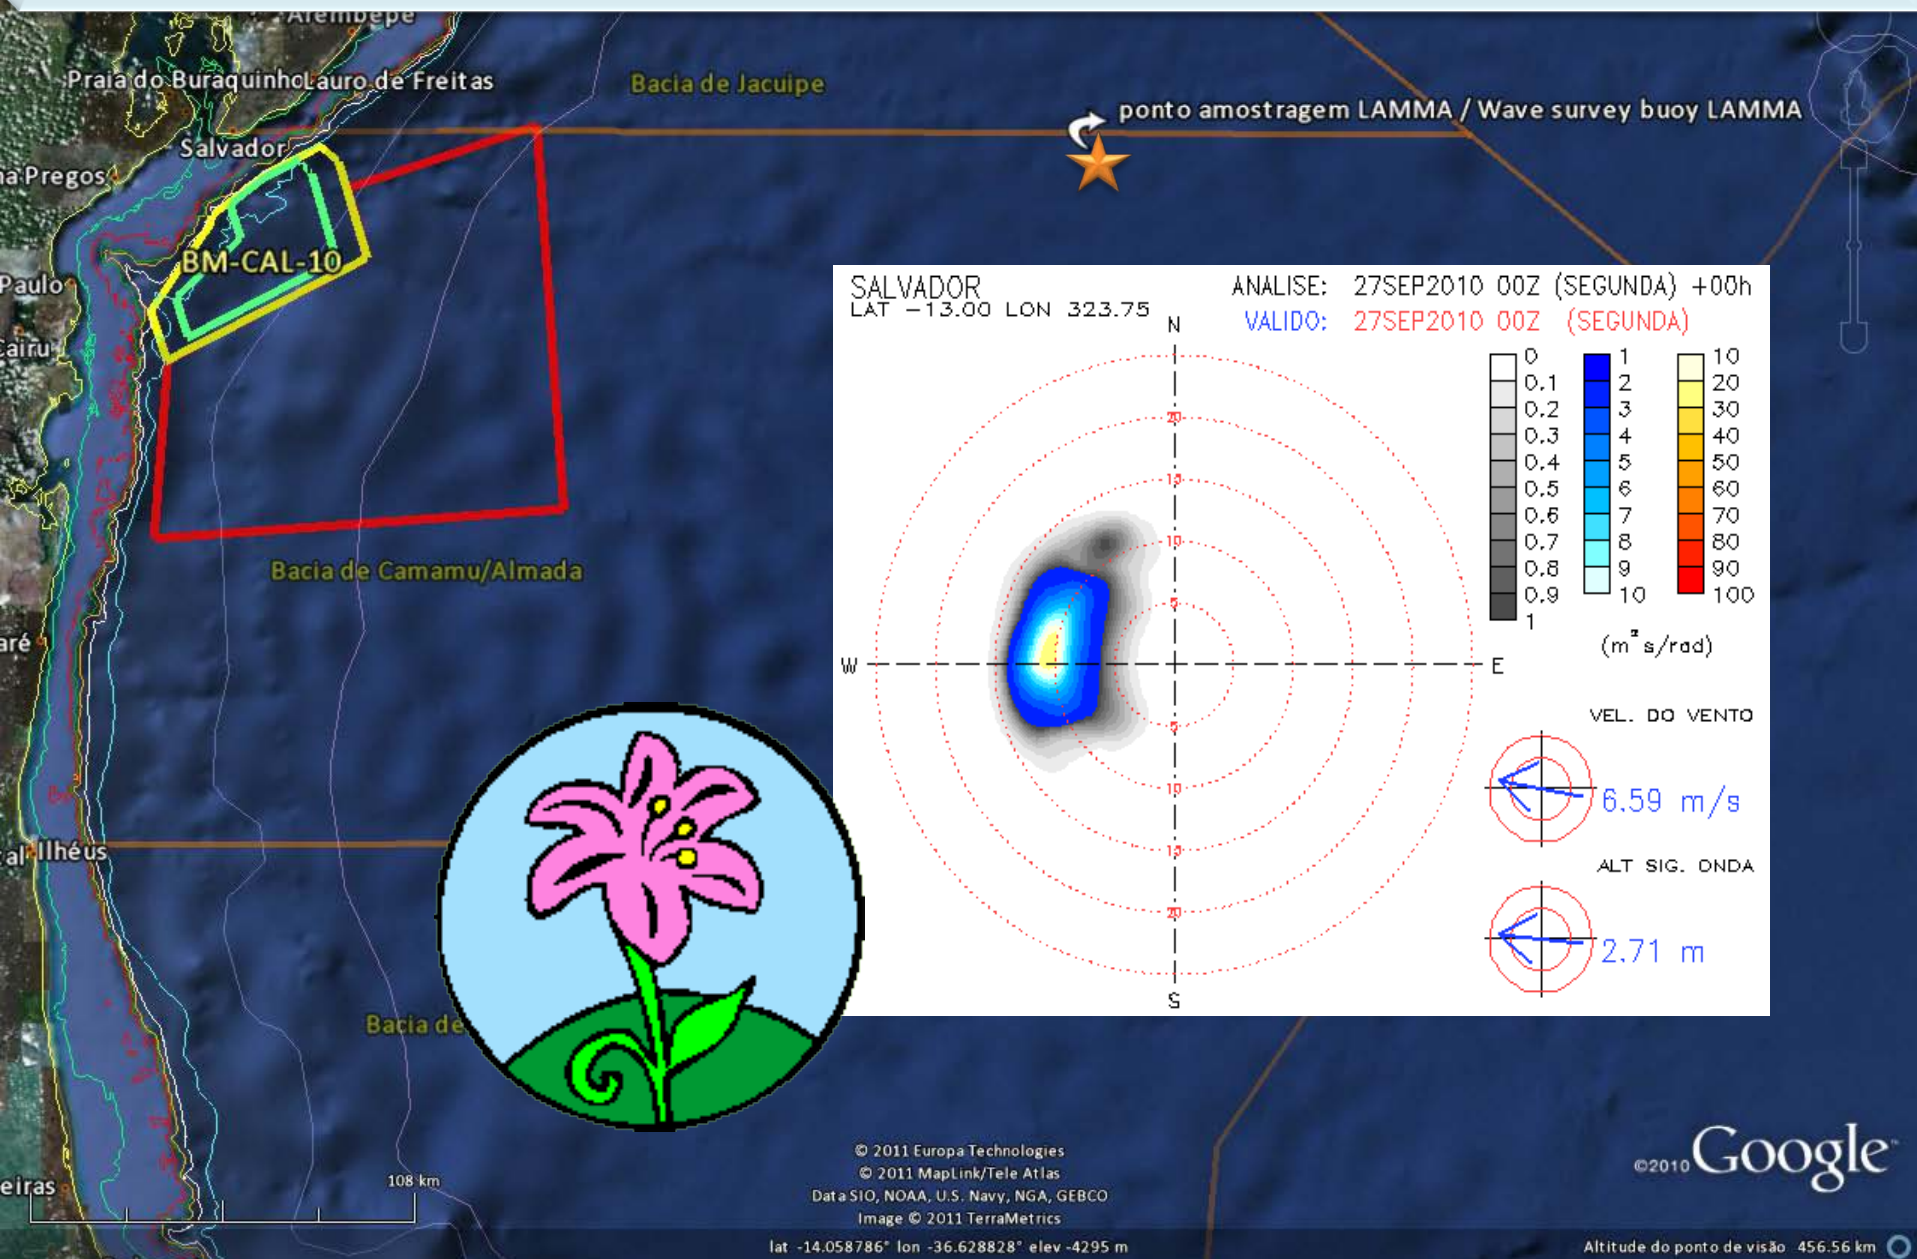 Arembepe
Praia do Buraquinho
Lauro de Freitas
Bacia de Jacuipe
ponto amostragem LAMMA / Wave survey buoy LAMMA
Salvador
na Pregos
BM-CAL-10
Paulo
Cairu
SALVADOR
LAT -13.00 LON 323.75
ANALISE: 27SEP2010 00Z (SEGUNDA) +00h
VALIDO: 27SEP2010 00Z (SEGUNDA)
N
20
15
10
5
W
E
5
10
15
20
S
0
0.1
0.2
0.3
0.4
0.5
0.6
0.7
0.8
0.9
1
1
2
3
4
5
6
7
8
9
10
10
20
30
40
50
60
70
80
90
100
(m² s/rad)
VEL. DO VENTO
6.59 m/s
ALT SIG. ONDA
2.71 m
Bacia de Camamu/Almada
aré
al
Ilhéus
Bacia de
eiras
108 km
© 2011 Europa Technologies
© 2011 MapLink/Tele Atlas
Data SIO, NOAA, U.S. Navy, NGA, GEBCO
Image © 2011 TerraMetrics
©2010 Google
lat -14.058786° lon -36.628828° elev -4295 m
Altitude do ponto de visão 456.56 km